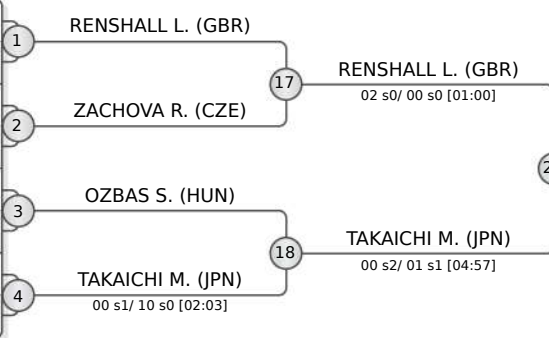 RENSHALL L. (GBR)
1
17
RENSHALL L. (GBR)
02 s0/ 00 s0 [01:00]
ZACHOVA R. (CZE)
2
OZBAS S. (HUN)
3
18
TAKAICHI M. (JPN)
00 s2/ 01 s1 [04:57]
TAKAICHI M. (JPN)
4
00 s1/ 10 s0 [02:03]